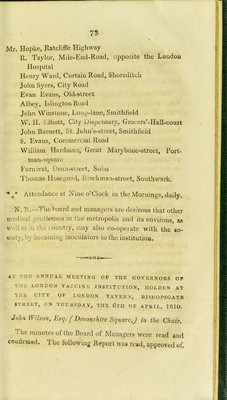 73
Mr. Hopke, Ratcliffe Highway
R. Taylor, Mile-End-Road, opposite the London
Hospital
Henry Ward, Curtain Road, Shoreditch
John Syers, City Road
Evan Evans, Old-street
Albey, Islington Road
John Winstone, Long-lane, Smithfield
W. H. Elliott, City Dispensary, Grocers'-Hall-court
John Barnett, St. John's-street, Smithfield
S. Evans, Commercial Road
William Hardman, Great Marybone-street, Port-
man-square
Fernival, Dean-street, Soho
Thomas Hosegood, Blackman-street, Southwark.
*** Attendance at Nine o'Clock in the Mornings, daily.
N. B.—The board and managers are desirous that other
medical gentlemen in the metropolis and its environs, as
well as in the country, may also co-operate with the so-
ciety, by becoming inoculators to the institution.
AT THE ANNUAL MEETING OF THE GOVERNORS OF
THE LONDON VACCINE INSTITUTION, HOLDEN AT
THE CITY OF LONDON TAVERN, BISHOPSGATE
STREET, ON THURSDAY, THE 6TH OF APRIL, 1810.
John Wilson, Esq. (Devonshire Square,) in the Chair.
The minutes of the Board of Managers were read and
confirmed. The following Report was read, approved of,